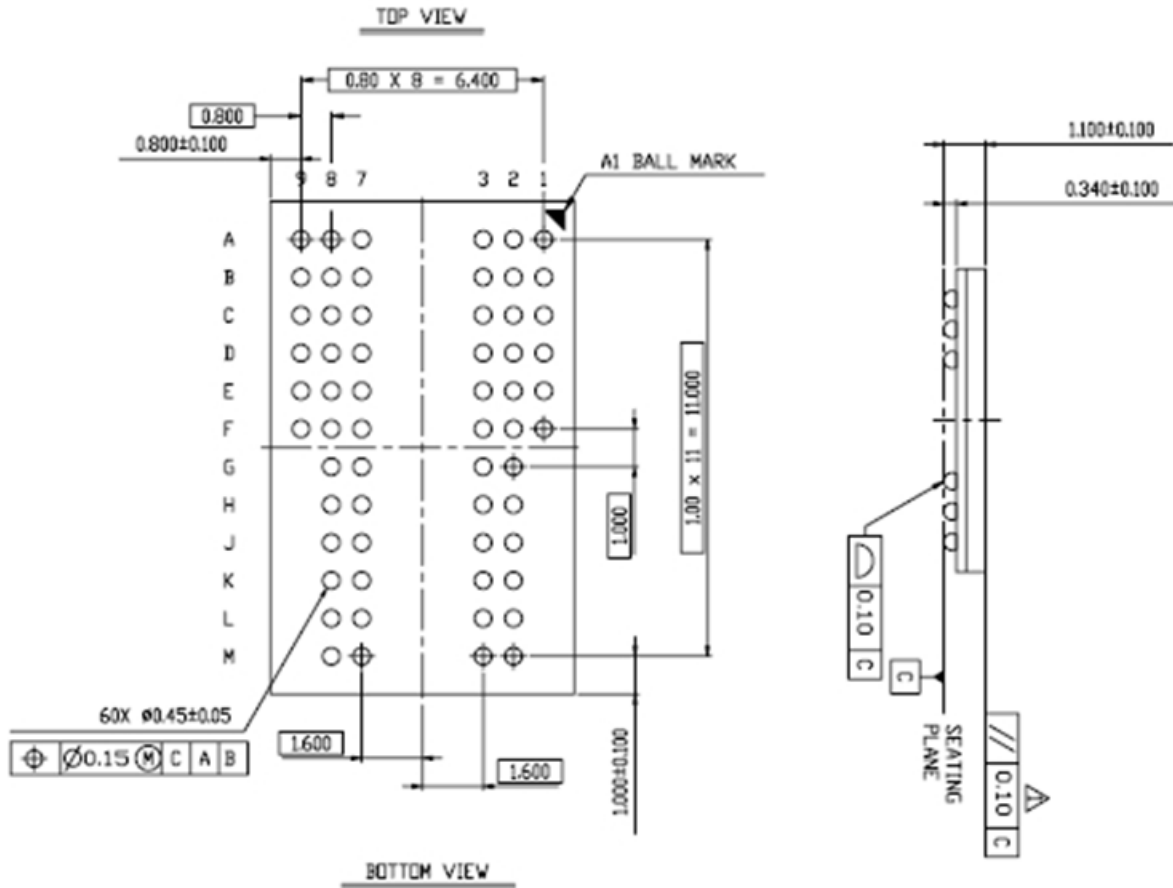 TOP VIEW
0.80 X 8 = 6.400
0.800
0.800±0.100
1.100±0.100
A1 BALL MARK
9 8 7 3 2 1
0.340±0.100
A
B
C
D
E
F
G
H
J
K
L
M
1.00 x 11 = 11.000
1.000
60X ø0.45±0.05
⌖ Ø0.15 Ⓜ C A B
1.600
1.600
1.000±0.100
⌓ 0.10 C
C
SEATING
PLANE
// 0.10 C
BOTTOM VIEW